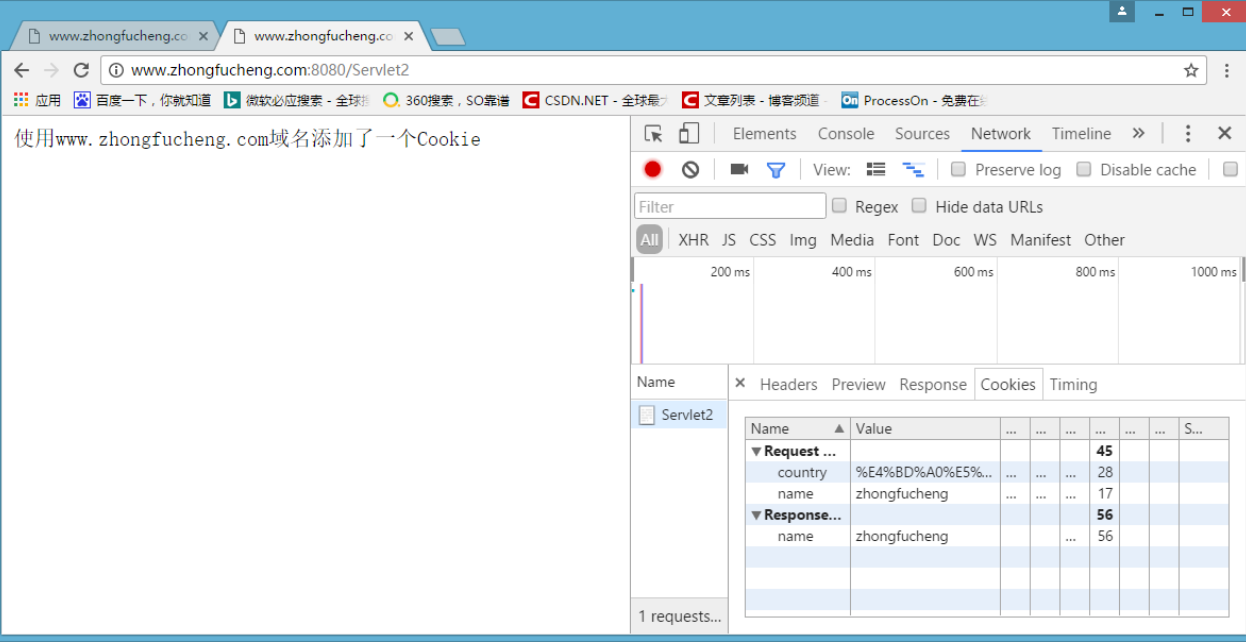 www.zhongfucheng.co
www.zhongfucheng.co
www.zhongfucheng.com:8080/Servlet2
应用 百度一下，你就知道 微软必应搜索 - 全球 360搜索，SO靠谱 CSDN.NET - 全球最 文章列表 - 博客频道 - ProcessOn - 免费在
使用www.zhongfucheng.com域名添加了一个Cookie
Elements Console Sources Network Timeline
View: Preserve log Disable cache
Filter Regex Hide data URLs
All XHR JS CSS Img Media Font Doc WS Manifest Other
200 ms 400 ms 600 ms 800 ms 1000 ms
Name
Servlet2
1 requests...
Headers Preview Response Cookies Timing
Name Value ... ... ... ... ... ... S...
Request ... 45
country %E4%BD%A0%E5%... ... ... ... 28
name zhongfucheng ... ... ... 17
Response... 56
name zhongfucheng ... 56